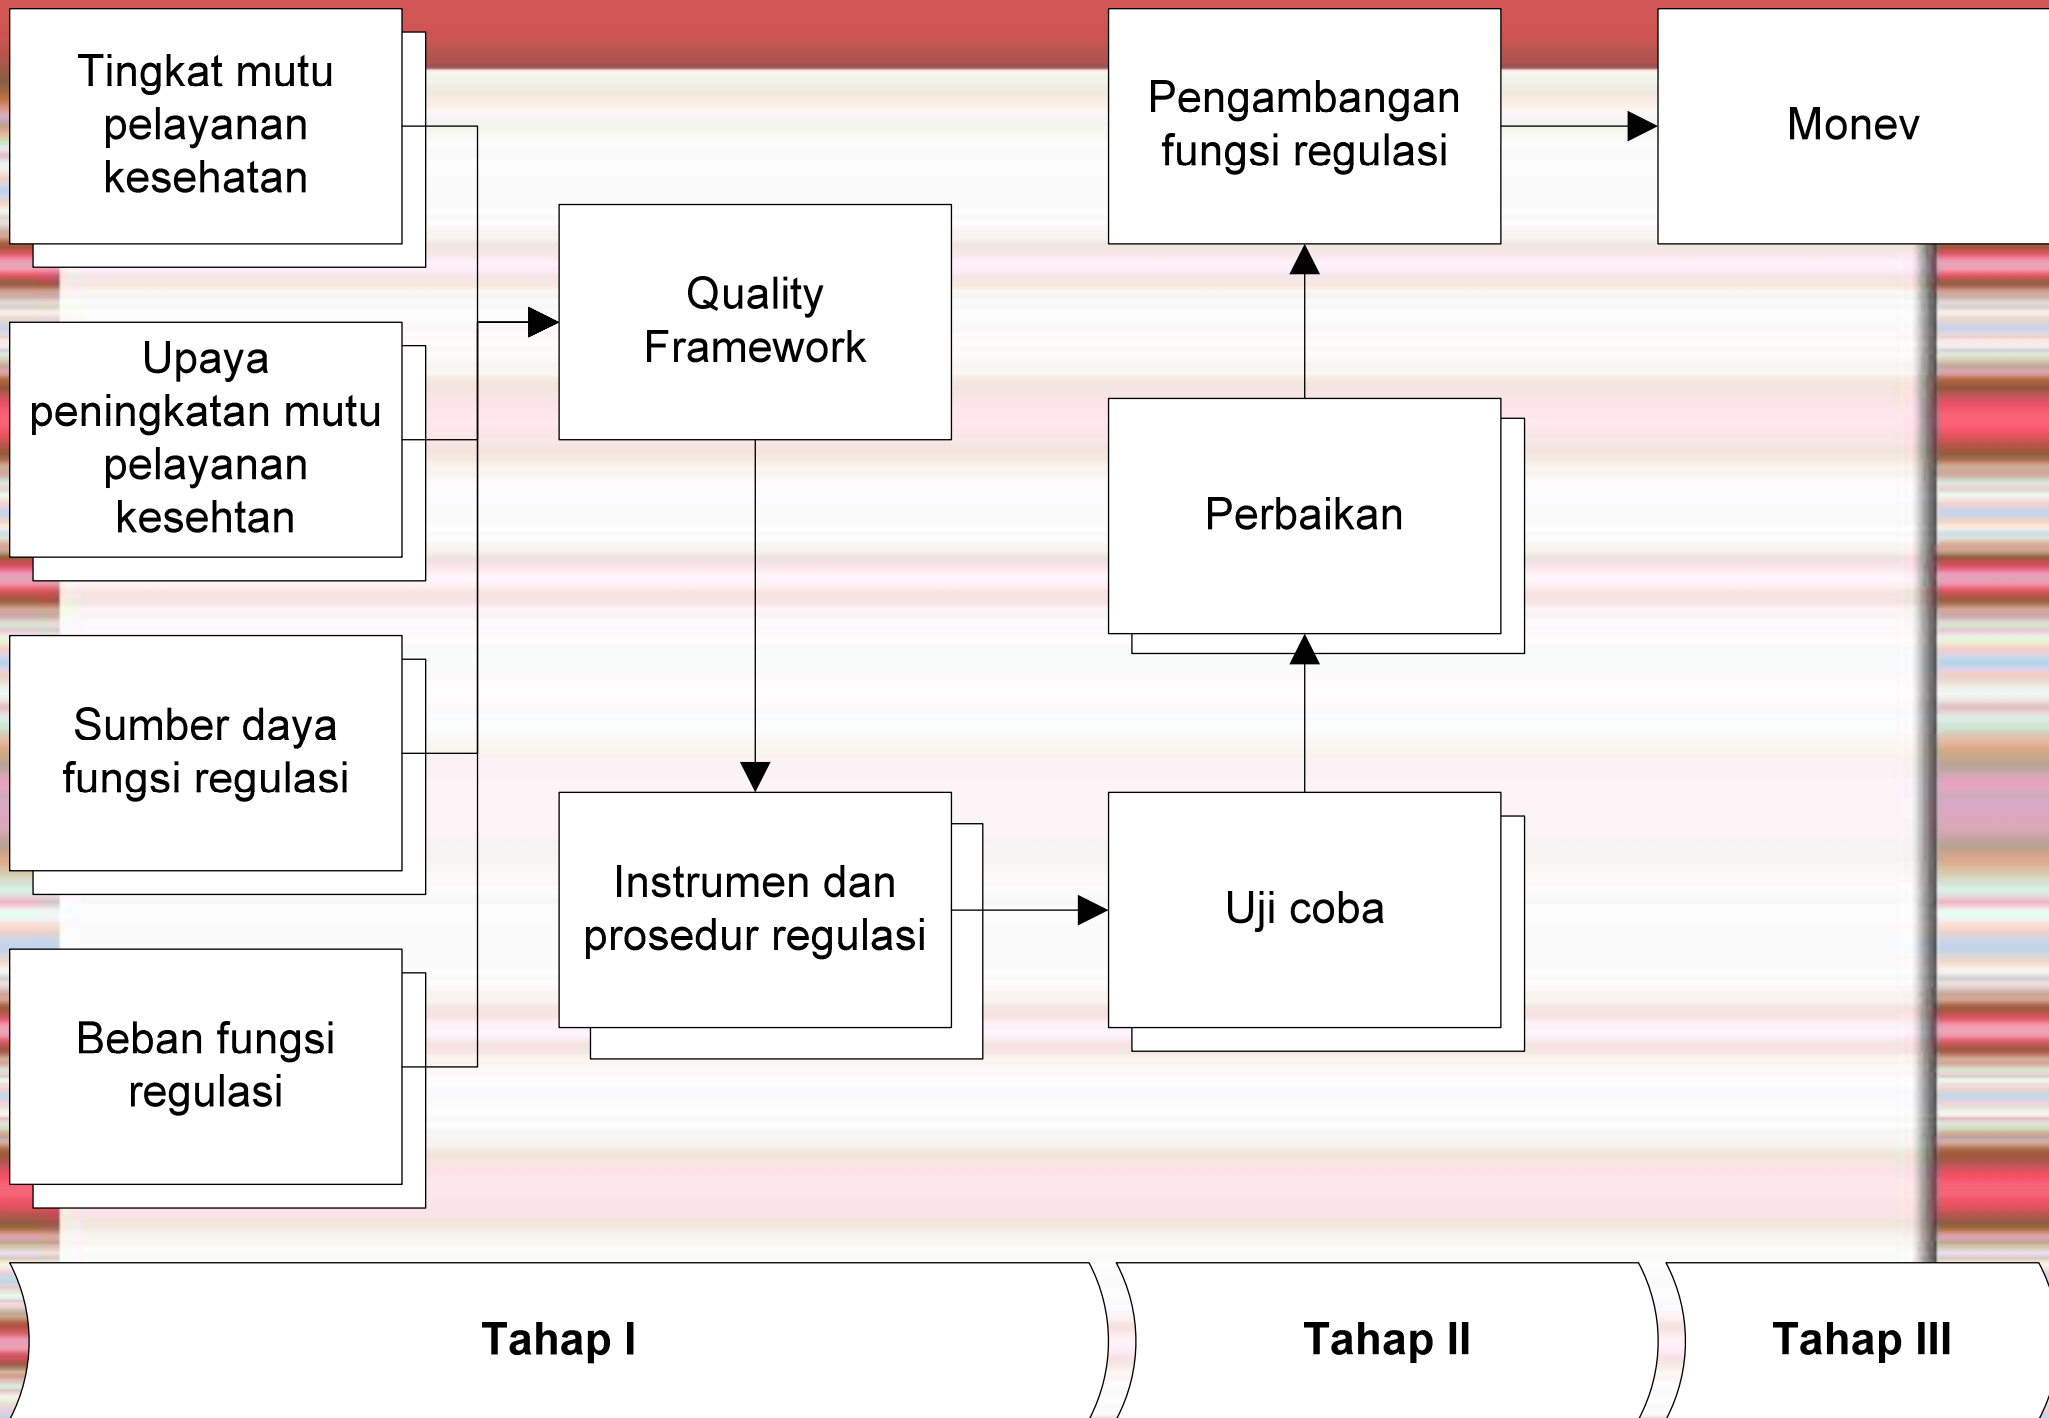 Tingkat mutu
pelayanan
kesehatan
Upaya
peningkatan mutu
pelayanan
kesehtan
Sumber daya
fungsi regulasi
Beban fungsi
regulasi
Quality
Framework
Instrumen dan
prosedur regulasi
Pengambangan
fungsi regulasi
Perbaikan
Uji coba
Monev
Tahap I
Tahap II
Tahap III